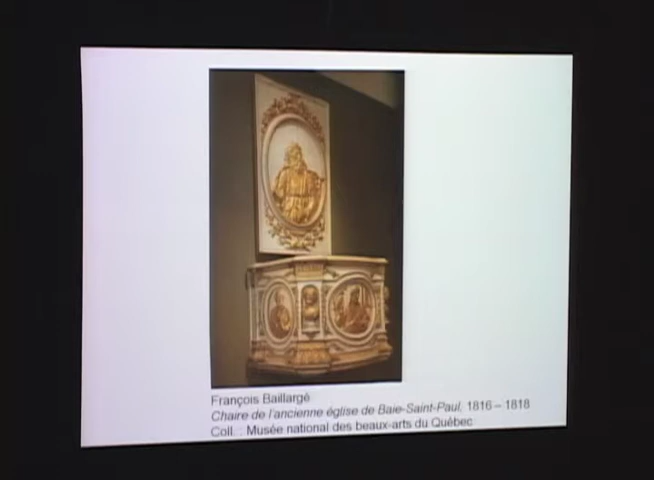 François Baillargé
Chaire de l'ancienne église de Baie-Saint-Paul, 1816 – 1818
Coll. : Musée national des beaux-arts du Québec